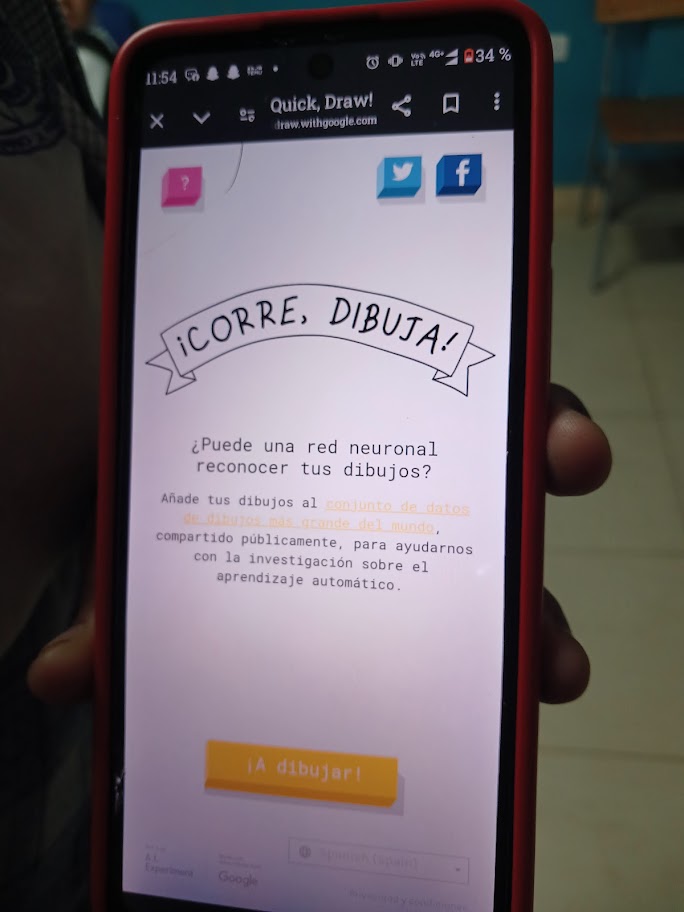 11:54
4G+
34 %
Quick, Draw!
draw.withgoogle.com
?
f
¡CORRE, DIBUJA!
¿Puede una red neuronal
reconocer tus dibujos?
Añade tus dibujos al conjunto de datos
de dibujos más grande del mundo,
compartido públicamente, para ayudarnos
con la investigación sobre el
aprendizaje automático.
¡A dibujar!
Spanish (Spain)
A.I.
Experiment
Google